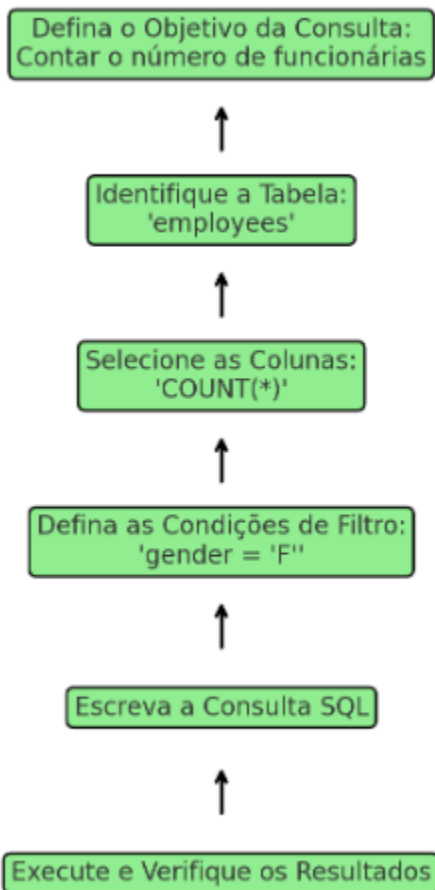 Defina o Objetivo da Consulta:
Contar o número de funcionárias
Identifique a Tabela:
'employees'
Selecione as Colunas:
'COUNT(*)'
Defina as Condições de Filtro:
'gender = 'F''
Escreva a Consulta SQL
Execute e Verifique os Resultados